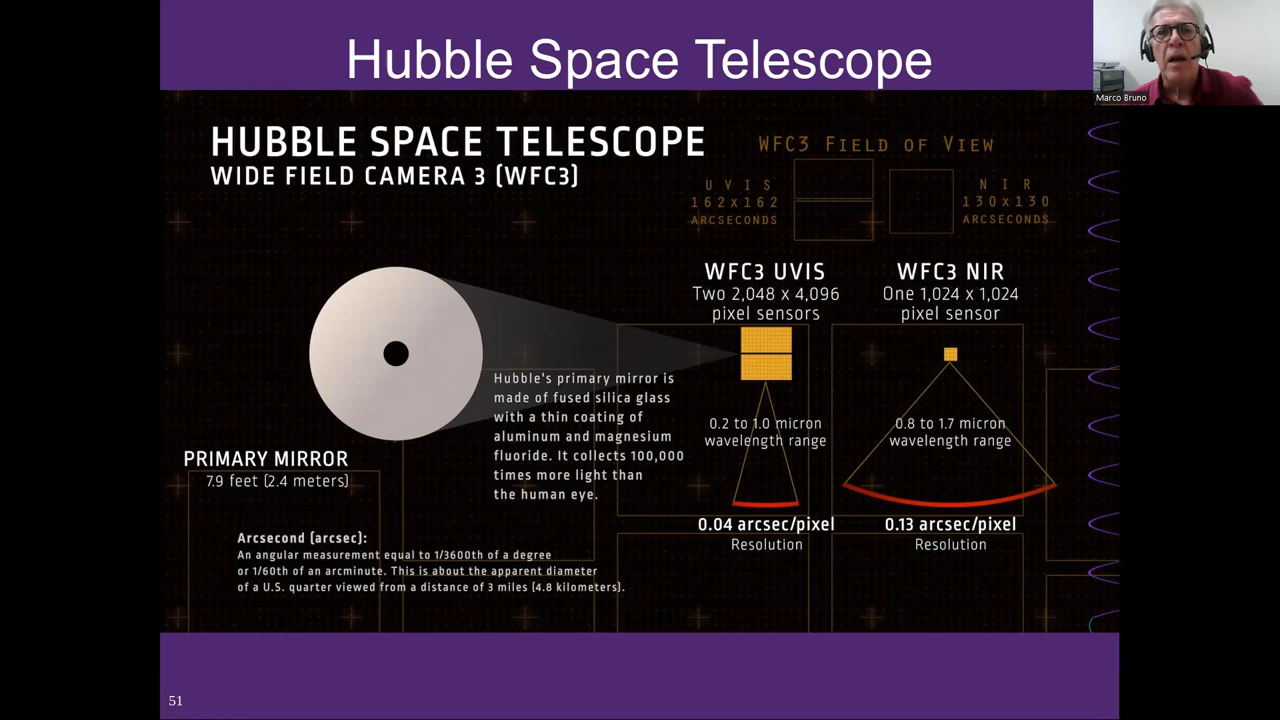 Hubble Space Telescope
Marco Bruno
HUBBLE SPACE TELESCOPE
WIDE FIELD CAMERA 3 (WFC3)
WFC3 FIELD OF VIEW
UVIS
162x162
ARCSECONDS
NIR
130x130
ARCSECONDS
WFC3 UVIS
Two 2,048 x 4,096
pixel sensors
WFC3 NIR
One 1,024 x 1,024
pixel sensor
Hubble's primary mirror is
made of fused silica glass
with a thin coating of
aluminum and magnesium
fluoride. It collects 100,000
times more light than
the human eye.
0.2 to 1.0 micron
wavelength range
0.8 to 1.7 micron
wavelength range
PRIMARY MIRROR
7.9 feet (2.4 meters)
0.04 arcsec/pixel
Resolution
0.13 arcsec/pixel
Resolution
Arcsecond (arcsec):
An angular measurement equal to 1/3600th of a degree
or 1/60th of an arcminute. This is about the apparent diameter
of a U.S. quarter viewed from a distance of 3 miles (4.8 kilometers).
51